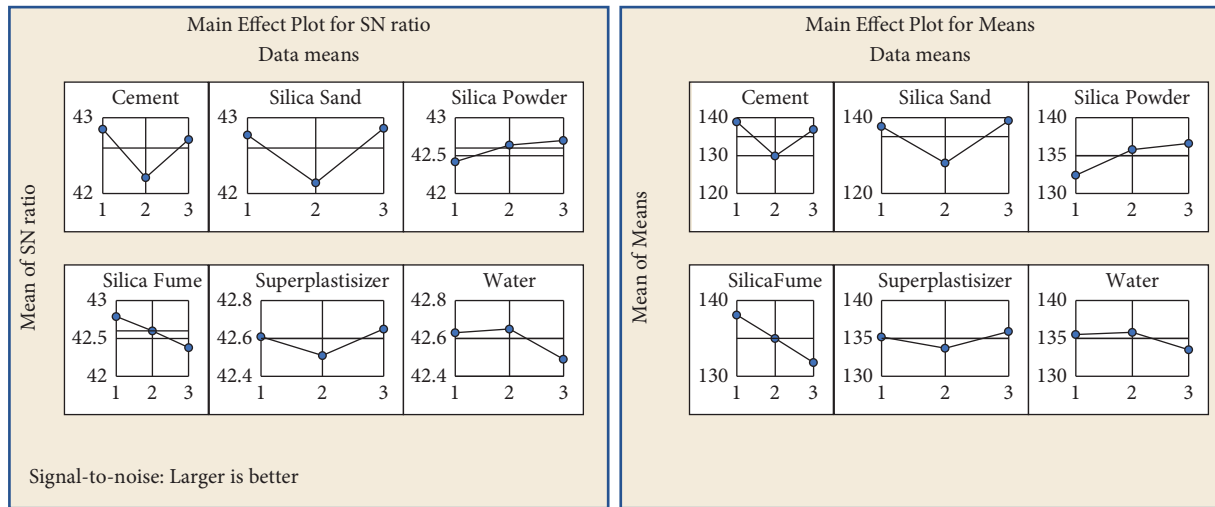 Main Effect Plot for SN ratio
Data means
Mean of SN ratio
Cement
43
42
1 2 3
Silica Sand
43
42
1 2 3
Silica Powder
43
42.5
42
1 2 3
Silica Fume
43
42.5
42
1 2 3
Superplastisizer
42.8
42.6
42.4
1 2 3
Water
42.8
42.6
42.4
1 2 3
Signal-to-noise: Larger is better
Main Effect Plot for Means
Data means
Mean of Means
Cement
140
130
120
1 2 3
Silica Sand
140
120
1 2 3
Silica Powder
140
135
130
1 2 3
SilicaFume
140
135
130
1 2 3
Superplastisizer
140
135
130
1 2 3
Water
140
135
130
1 2 3